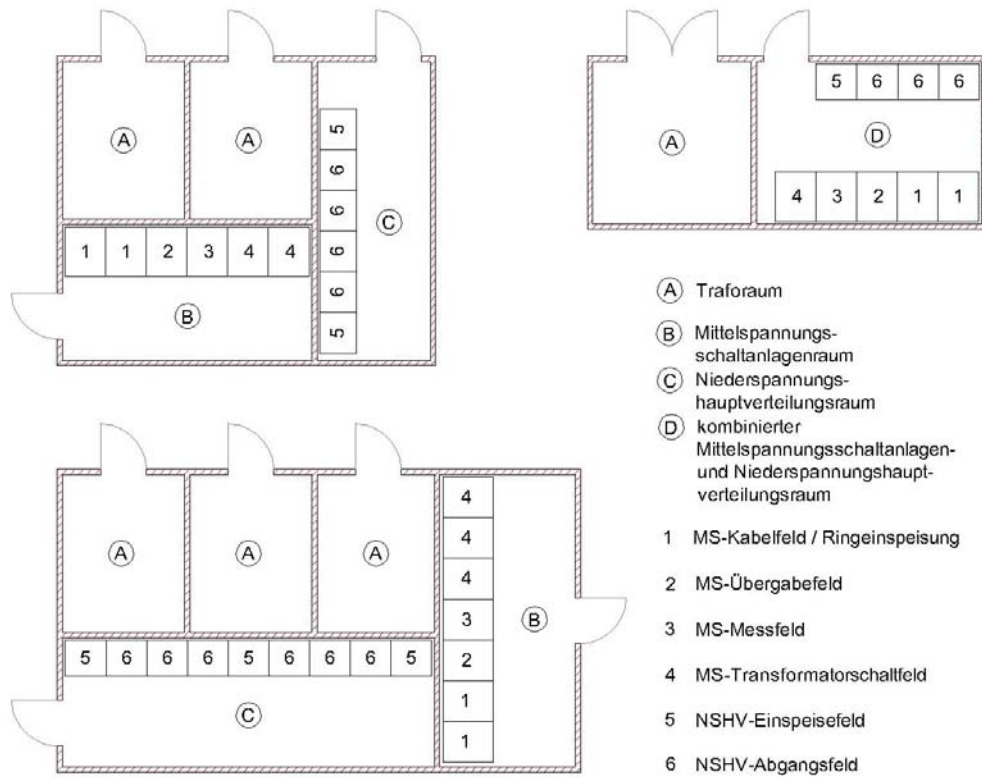 A
A
5
6
6
6
6
5
C
1 1 2 3 4 4
B
A
5 6 6 6
D
4 3 2 1 1
A Traforaum
B Mittelspannungs-
schaltanlagenraum
C Niederspannungs-
hauptverteilungsraum
D kombinierter
Mittelspannungsschaltanlagen-
und Niederspannungshaupt-
verteilungsraum
1 MS-Kabelfeld / Ringeinspeisung
2 MS-Übergabefeld
3 MS-Messfeld
4 MS-Transformatorschaltfeld
5 NSHV-Einspeisefeld
6 NSHV-Abgangsfeld
A
A
A
4
4
4
3
2
1
1
B
5 6 6 6 5 6 6 6 5
C